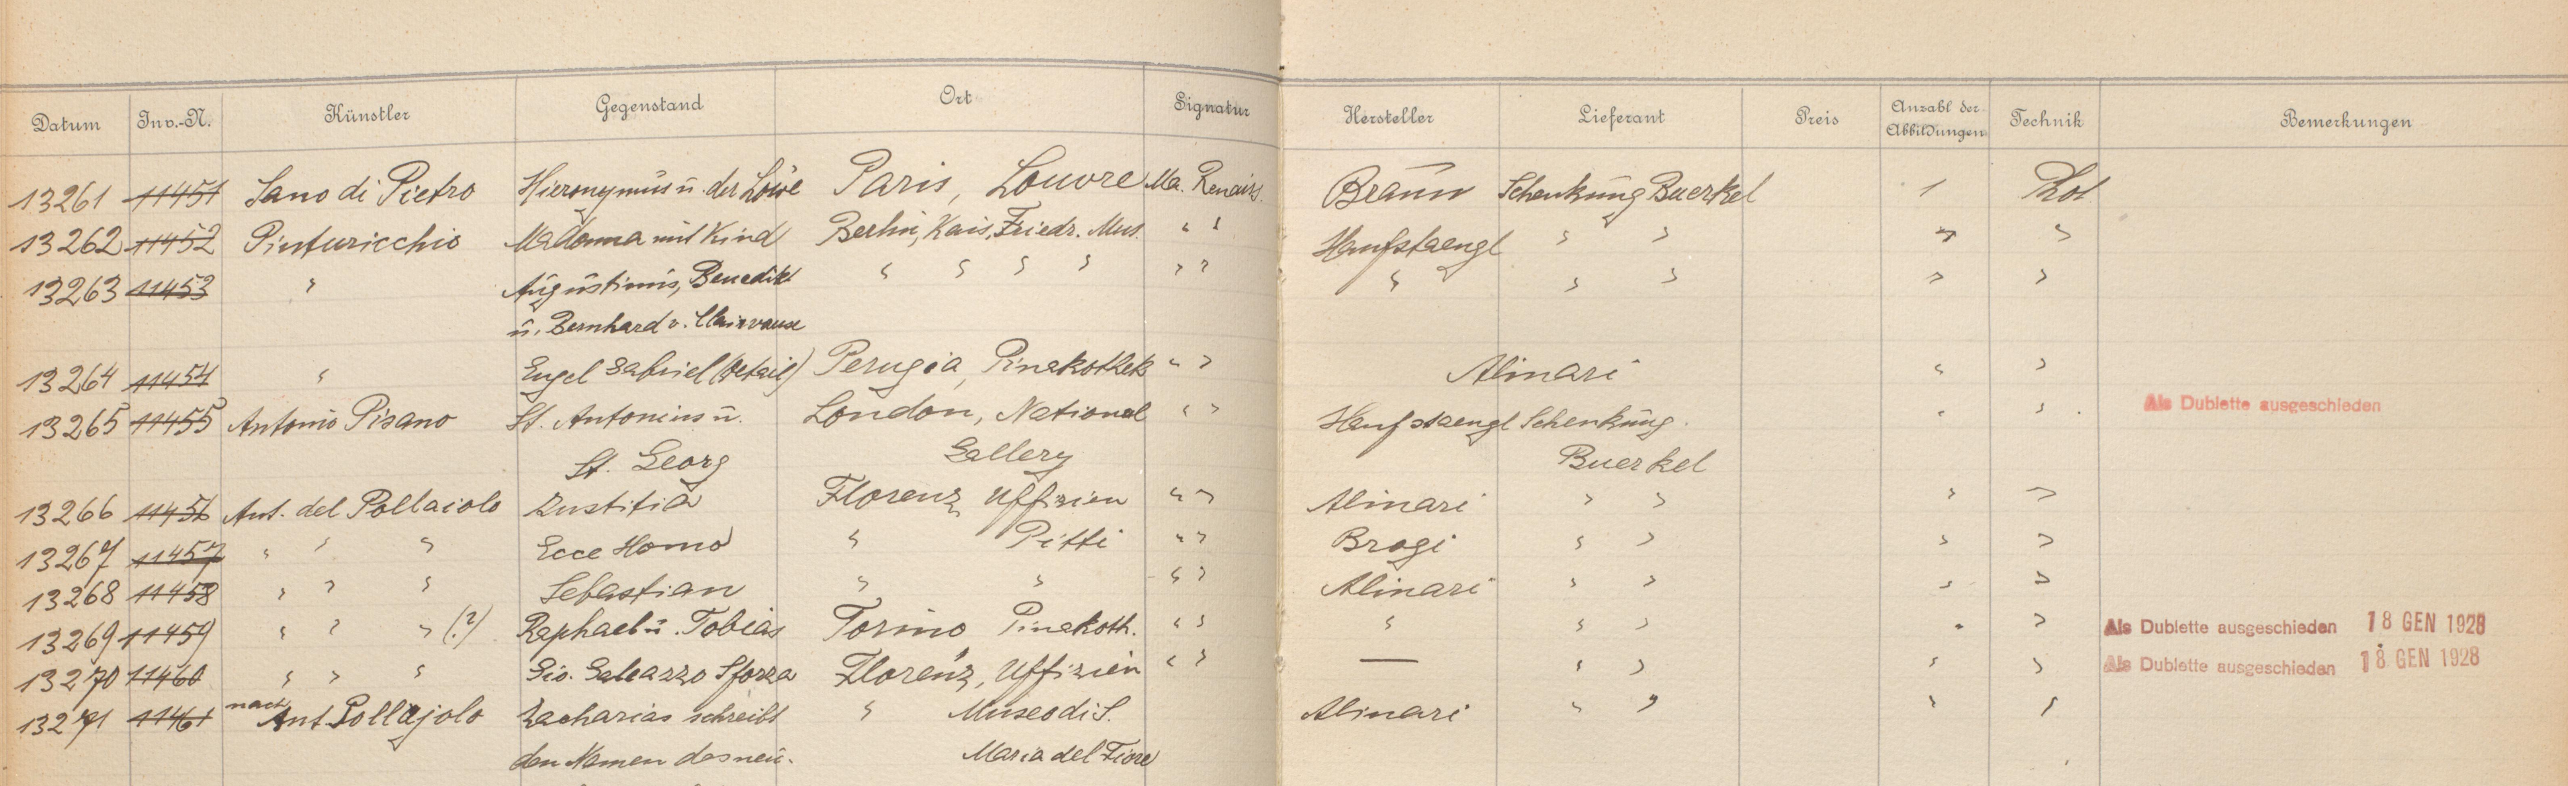 Datum Inv.-N. Künstler Gegenstand Ort Signatur Hersteller Lieferant Preis Anzahl der Abbildungen Technik Bemerkungen
13261 11451 Sano di Pietro Hieronymus u. der Löwe Paris, Louvre Ma. Renaiss. Braun Schenkung Buerkel 1 Phot
13262 11452 Pinturicchio Madonna mit Kind Berlin, Kais. Friedr. Mus. " " Hanfstaengl " " " "
13263 11453 " Augustinus, Benedikt " " " " " " " " " " "
u. Bernhard v. Clairvaux
13264 11454 " Engel Gabriel (Detail) Perugia, Pinakothek " " Alinari " "
13265 11455 Antonio Pisano St. Antonius u. London, National " " Hanfstaengl Schenkung. " " Als Dublette ausgeschieden
St. Georg Gallery Buerkel
13266 11456 Ant. del Pollaiolo Iustitia Florenz Uffizien " " Alinari " " " "
13267 11457 " " " Ecce Homo " Pitti " " Brogi " " " "
13268 11458 " " " Sebastian " " " " Alinari " " " "
13269 11459 " " " (?) Raphael u. Tobias Torino Pinakoth. " " " " " " " Als Dublette ausgeschieden 18 GEN 1928
13270 11460 " " " Gio. Galeazzo Sforza Florenz, Uffizien " " — " " " " Als Dublette ausgeschieden 18 GEN 1928
13271 11461 nach Ant. Pollajolo Zacharias schreibt " Museo di S. Alinari " " " "
den Namen des neu- Maria del Fiore